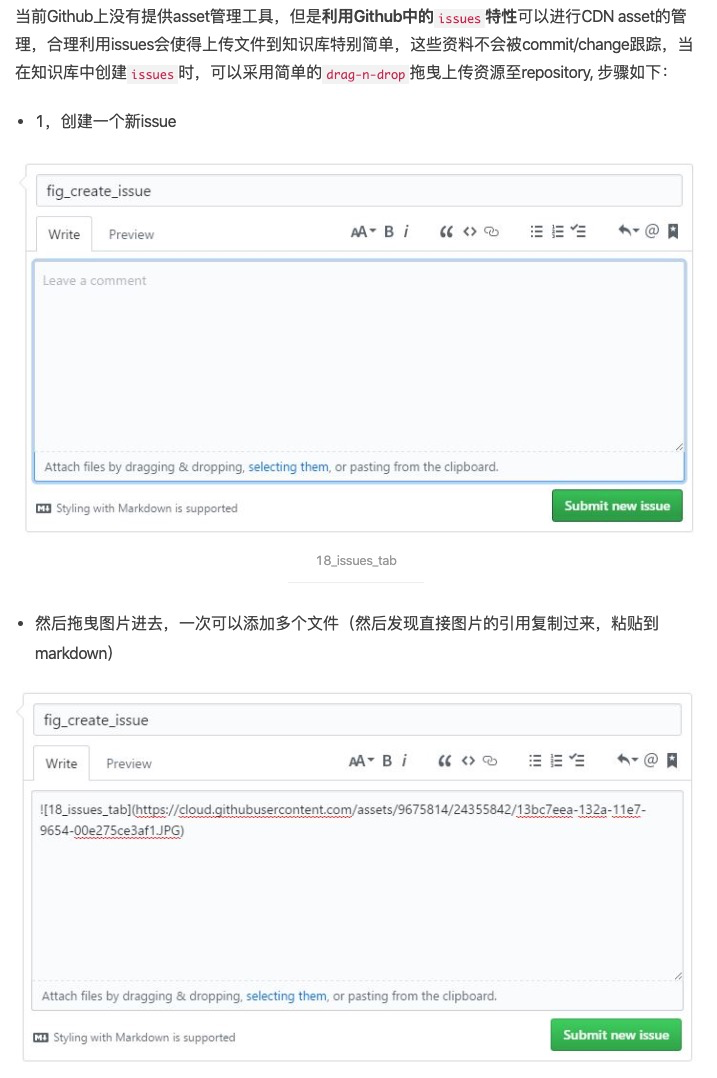 当前Github上没有提供asset管理工具，但是利用Github中的 issues 特性可以进行CDN asset的管
理，合理利用issues会使得上传文件到知识库特别简单，这些资料不会被commit/change跟踪，当
在知识库中创建 issues 时，可以采用简单的 drag-n-drop 拖曳上传资源至repository, 步骤如下：
• 1，创建一个新issue
fig_create_issue
Write Preview AA B i
Leave a comment
Attach files by dragging & dropping, selecting them, or pasting from the clipboard.
Styling with Markdown is supported Submit new issue
18_issues_tab
• 然后拖曳图片进去，一次可以添加多个文件（然后发现直接图片的引用复制过来，粘贴到
markdown)
fig_create_issue
Write Preview AA B i
![18_issues_tab](https://cloud.githubusercontent.com/assets/9675814/24355842/13bc7eea-132a-11e7-
9654-00e275ce3af1.JPG)
Attach files by dragging & dropping, selecting them, or pasting from the clipboard.
Styling with Markdown is supported Submit new issue